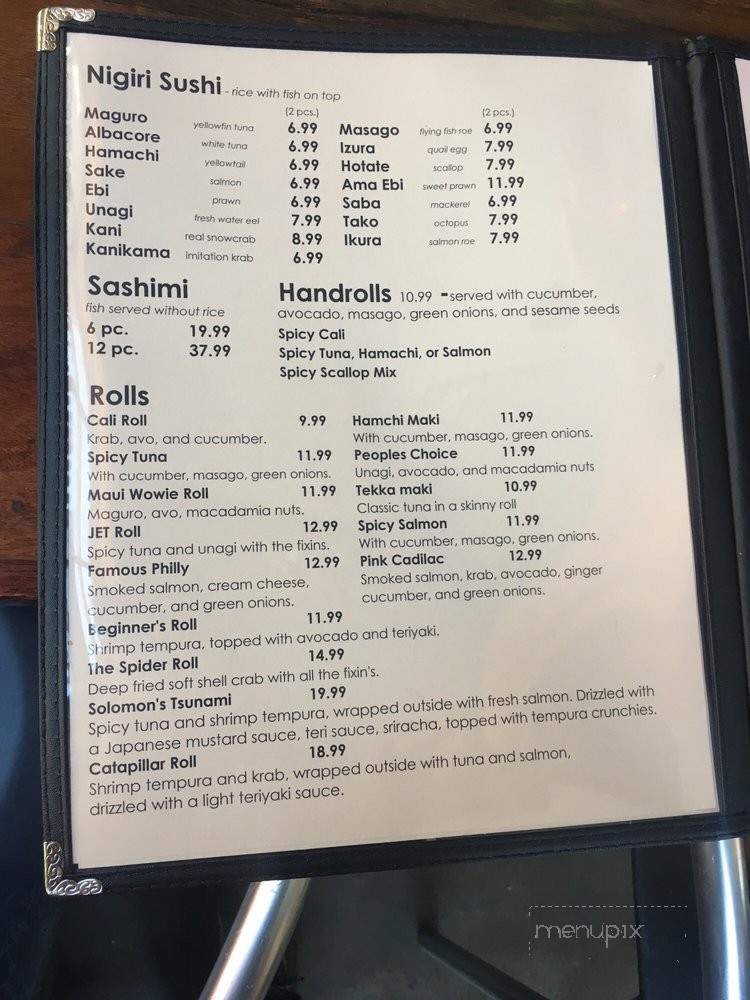 Nigiri Sushi - rice with fish on top
(2 pcs.) (2 pcs.)
Maguro yellowfin tuna 6.99 Masago flying fish roe 6.99
Albacore white tuna 6.99 Izura quail egg 7.99
Hamachi yellowtail 6.99 Hotate scallop 7.99
Sake salmon 6.99 Ama Ebi sweet prawn 11.99
Ebi prawn 6.99 Saba mackerel 6.99
Unagi fresh water eel 7.99 Tako octopus 7.99
Kani real snowcrab 8.99 Ikura salmon roe 7.99
Kanikama imitation krab 6.99
Sashimi
fish served without rice
6 pc. 19.99
12 pc. 37.99
Handrolls 10.99 -served with cucumber,
avocado, masago, green onions, and sesame seeds
Spicy Cali
Spicy Tuna, Hamachi, or Salmon
Spicy Scallop Mix
Rolls
Cali Roll 9.99
Krab, avo, and cucumber.
Spicy Tuna 11.99
With cucumber, masago, green onions.
Maui Wowie Roll 11.99
Maguro, avo, macadamia nuts.
JET Roll 12.99
Spicy tuna and unagi with the fixins.
Famous Philly 12.99
Smoked salmon, cream cheese,
cucumber, and green onions.
Hamchi Maki 11.99
With cucumber, masago, green onions.
Peoples Choice 11.99
Unagi, avocado, and macadamia nuts
Tekka maki 10.99
Classic tuna in a skinny roll
Spicy Salmon 11.99
With cucumber, masago, green onions.
Pink Cadilac 12.99
Smoked salmon, krab, avocado, ginger
cucumber, and green onions.
Beginner's Roll 11.99
Shrimp tempura, topped with avocado and teriyaki.
The Spider Roll 14.99
Deep fried soft shell crab with all the fixin's.
Solomon's Tsunami 19.99
Spicy tuna and shrimp tempura, wrapped outside with fresh salmon. Drizzled with
a Japanese mustard sauce, teri sauce, sriracha, topped with tempura crunchies.
Catapillar Roll 18.99
Shrimp tempura and krab, wrapped outside with tuna and salmon,
drizzled with a light teriyaki sauce.
menupix